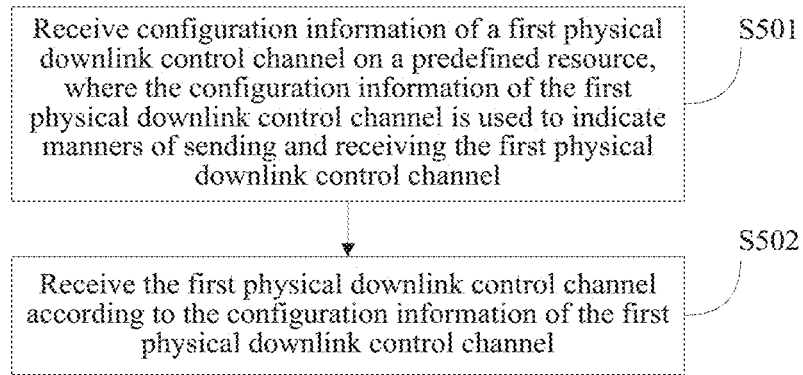 Receive configuration information of a first physical
downlink control channel on a predefined resource,
where the configuration information of the first
physical downlink control channel is used to indicate
manners of sending and receiving the first physical
downlink control channel
S501
Receive the first physical downlink control channel
according to the configuration information of the first
physical downlink control channel
S502